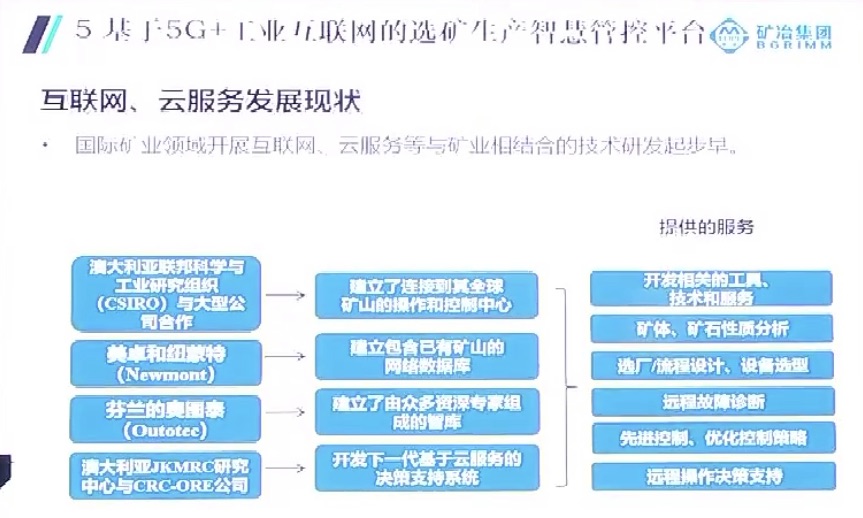 5 基于5G+工业互联网的选矿生产智慧管控平台
矿冶集团
BGRIMM
互联网、云服务发展现状
• 国际矿业领域开展互联网、云服务等与矿业相结合的技术研发起步早。
提供的服务
澳大利亚联邦科学与
工业研究组织
（CSIRO）与大型公
司合作
建立了连接到其全球
矿山的操作和控制中心
开发相关的工具、
技术和服务
美卓和纽蒙特
（Newmont）
建立包含已有矿山的
网络数据库
矿体、矿石性质分析
选厂/流程设计、设备选型
芬兰的奥图泰
（Outotec）
建立了由众多资深专家组
成的智库
远程故障诊断
先进控制、优化控制策略
澳大利亚JKMRC研究
中心与CRC-ORE公司
开发下一代基于云服务的
决策支持系统
远程操作决策支持